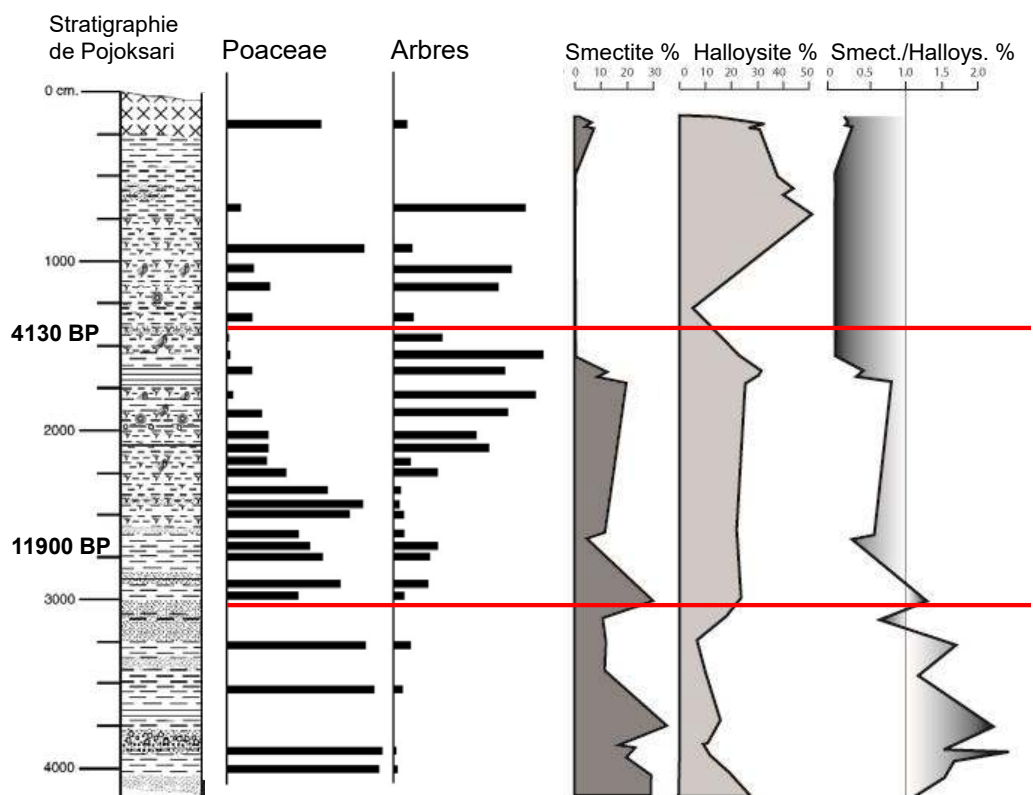 Stratigraphie
de Pojoksari
Poaceae
Arbres
Smectite %
Halloysite %
Smect./Halloys. %
0 10 20 30
0 10 20 30 40 50
0 0.5 1.0 1.5 2.0
0 cm.
1000
4130 BP
2000
11900 BP
3000
4000